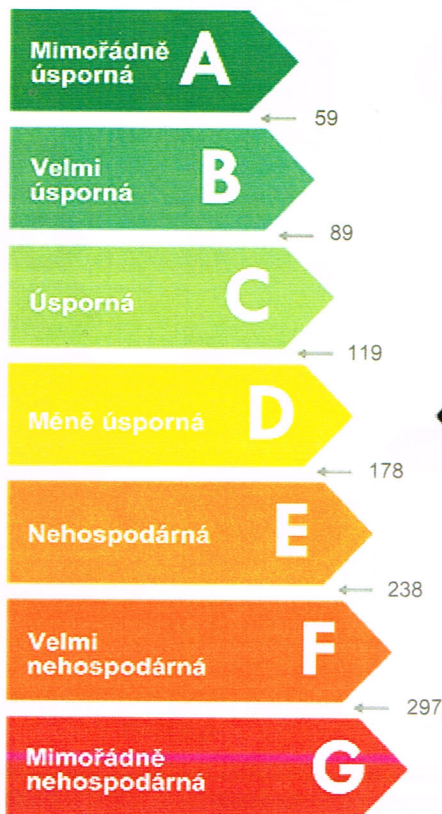 Mimořádně
úsporná
A
59
Velmi
úsporná
B
89
Úsporná
C
119
Méně úsporná
D
178
Nehospodárná
E
238
Velmi
nehospodárná
F
297
Mimořádně
nehospodárná
G